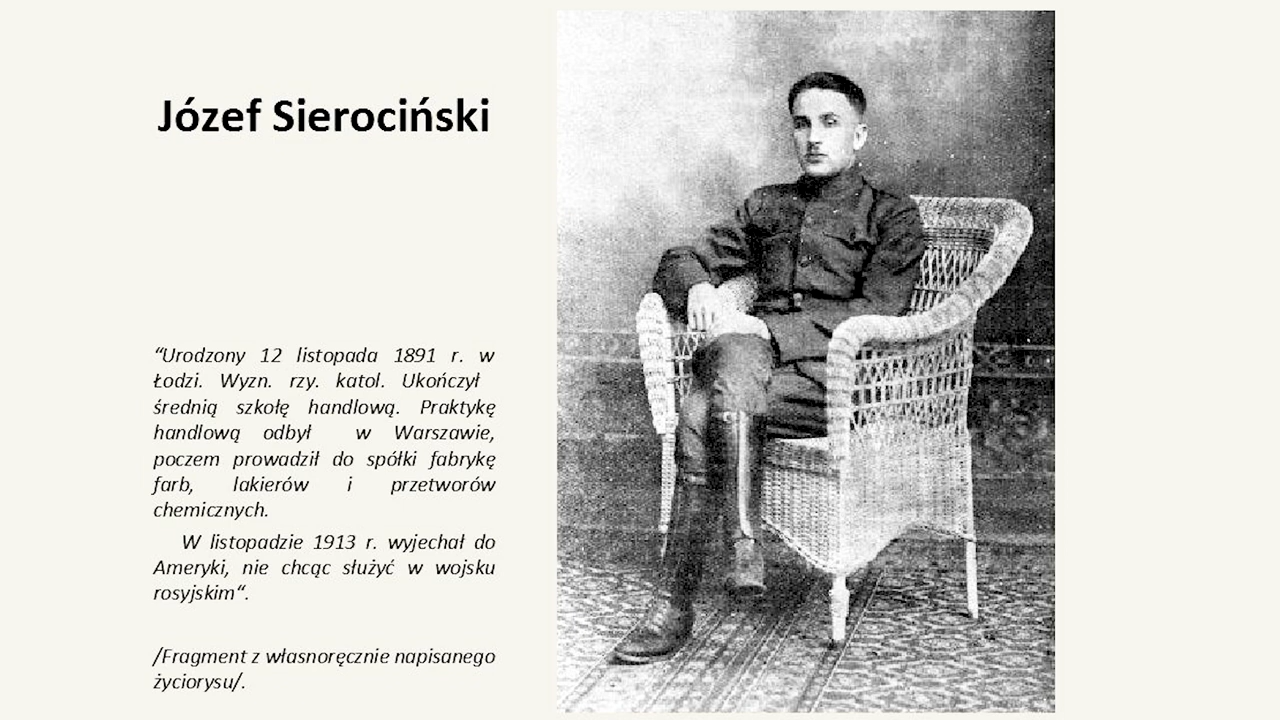 Józef Sierociński
“Urodzony 12 listopada 1891 r. w
Łodzi. Wyzn. rzy. katol. Ukończył
średnią szkołę handlową. Praktykę
handlową odbył w Warszawie,
poczem prowadził do spółki fabrykę
farb, lakierów i przetworów
chemicznych.
W listopadzie 1913 r. wyjechał do
Ameryki, nie chcąc służyć w wojsku
rosyjskim“.
/Fragment z własnoręcznie napisanego
życiorysu/.